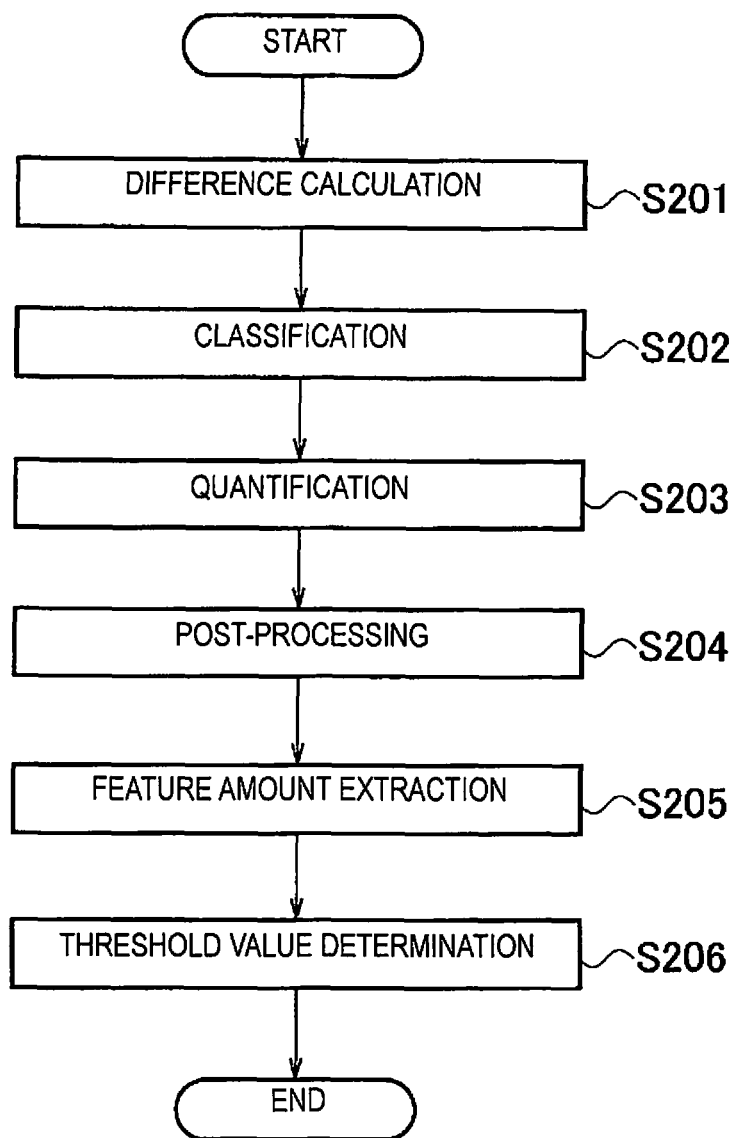 START
DIFFERENCE CALCULATION
S201
CLASSIFICATION
S202
QUANTIFICATION
S203
POST-PROCESSING
S204
FEATURE AMOUNT EXTRACTION
S205
THRESHOLD VALUE DETERMINATION
S206
END